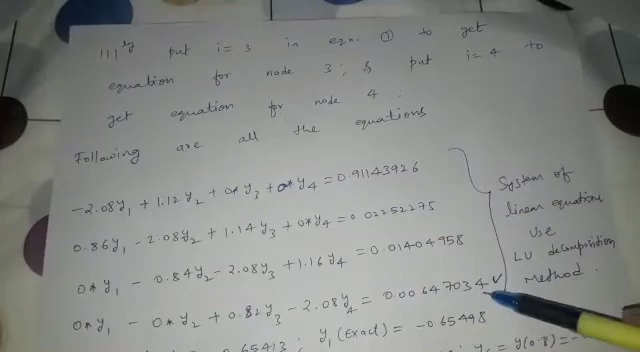 |||ly put i = 3 in eqn. ① to get
equation for node 3; & put i = 4 to
get equation for node 4.
Following are all the equations
-2.08y₁ + 1.12y₂ + 0*y₃ + 0*y₄ = 0.91143926
0.86y₁ - 2.08y₂ + 1.14y₃ + 0*y₄ = 0.02252275
0*y₁ - 0.84y₂ - 2.08y₃ + 1.16y₄ = 0.01404958
0*y₁ - 0*y₂ + 0.82y₃ - 2.08y₄ = 0.00647034 ✓
System of
linear equations
Use
LU decomposition
Method.
65413; y₁(Exact) = -0.65498
= y(0.8) = -